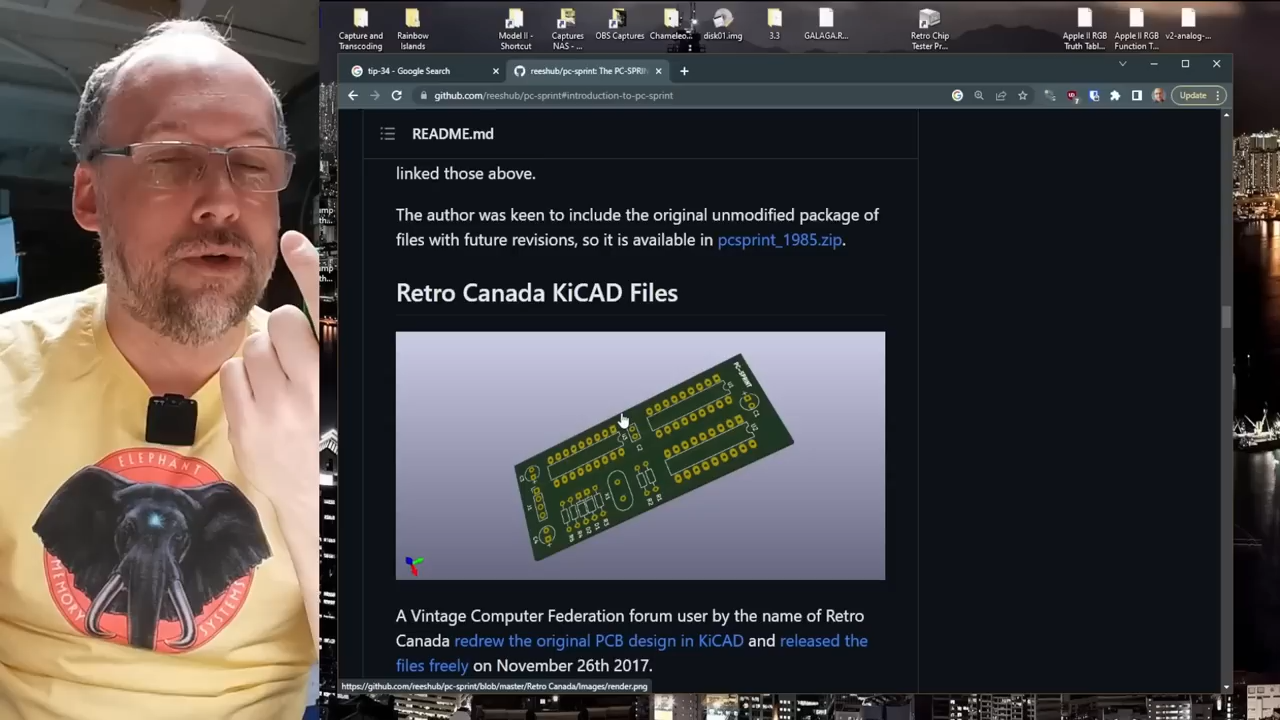 Capture and Transcoding
Rainbow Islands
Model II - Shortcut
Captures NAS - ...
OBS Captures
Chameleo...
disk01.img
3.3
GALAGA.R...
Retro Chip Tester Pr...
Apple II RGB Truth Tabl...
Apple II RGB Function T...
v2-analog-...
tip-34 - Google Search
reeshub/pc-sprint: The PC-SPRIN
github.com/reeshub/pc-sprint#introduction-to-pc-sprint
Update
README.md
linked those above.
The author was keen to include the original unmodified package of
files with future revisions, so it is available in pcsprint_1985.zip.
Retro Canada KiCAD Files
PC-SPRINT
A Vintage Computer Federation forum user by the name of Retro
Canada redrew the original PCB design in KiCAD and released the
files freely on November 26th 2017.
https://github.com/reeshub/pc-sprint/blob/master/Retro Canada/Images/render.png
ELEPHANT
MEMORY
SYSTEMS